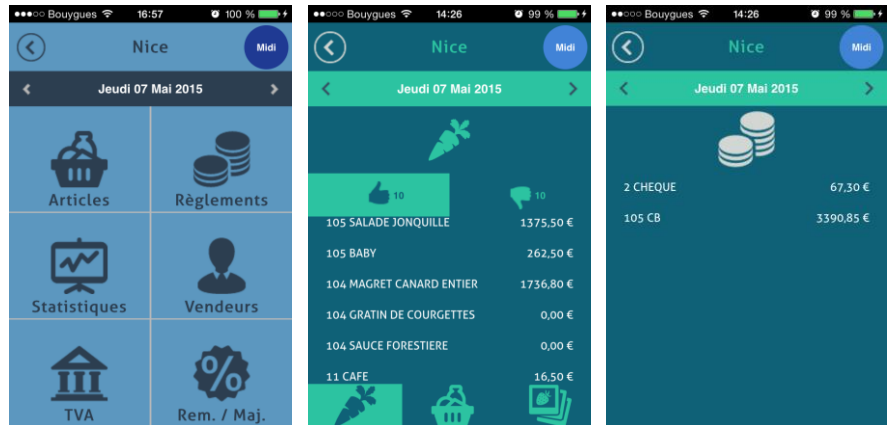 Bouygues 16:57 100 %
Nice
Midi
Jeudi 07 Mai 2015
Articles
Règlements
Statistiques
Vendeurs
TVA
Rem. / Maj.
Bouygues 14:26 99 %
Nice
Midi
Jeudi 07 Mai 2015
10
10
105 SALADE JONQUILLE 1375,50 €
105 BABY 262,50 €
104 MAGRET CANARD ENTIER 1736,80 €
104 GRATIN DE COURGETTES 0,00 €
104 SAUCE FORESTIERE 0,00 €
11 CAFE 16,50 €
Bouygues 14:26 99 %
Nice
Midi
Jeudi 07 Mai 2015
2 CHEQUE 67,30 €
105 CB 3390,85 €